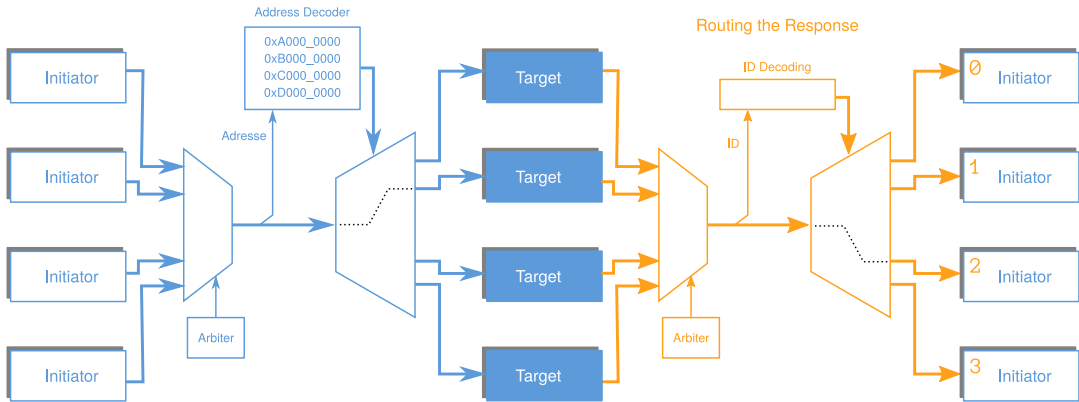 Address Decoder
0xA000_0000
0xB000_0000
0xC000_0000
0xD000_0000
Adresse
Initiator
Initiator
Initiator
Initiator
Arbiter
Target
Target
Target
Target
Routing the Response
ID Decoding
ID
Arbiter
0 Initiator
1 Initiator
2 Initiator
3 Initiator